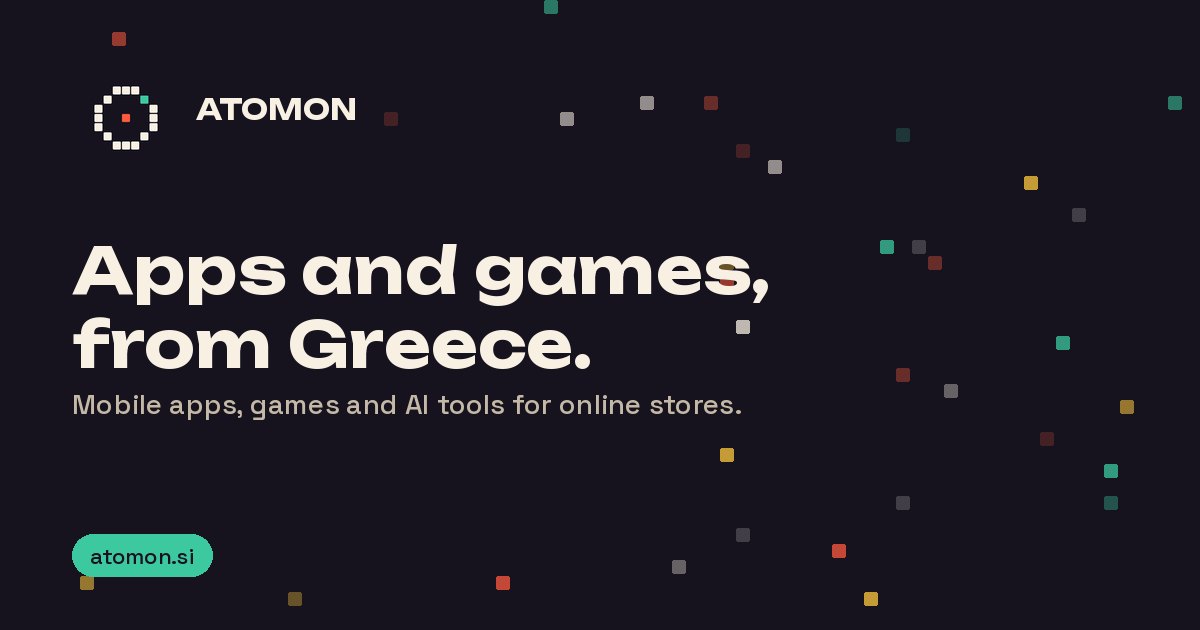 ATOMON
Apps and games,
from Greece.
Mobile apps, games and AI tools for online stores.
atomon.si